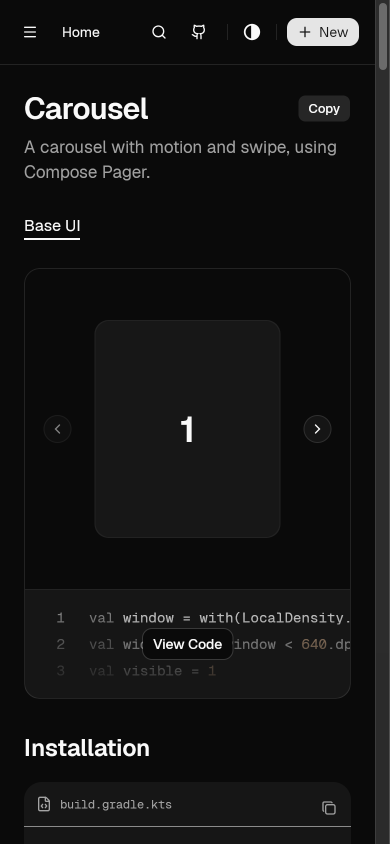 Home
New
Carousel
Copy
A carousel with motion and swipe, using
Compose Pager.
Base UI
1
1 val window = with(LocalDensity.
2 val indow < 640.dp
View Code
3 val visible = 1
Installation
build.gradle.kts